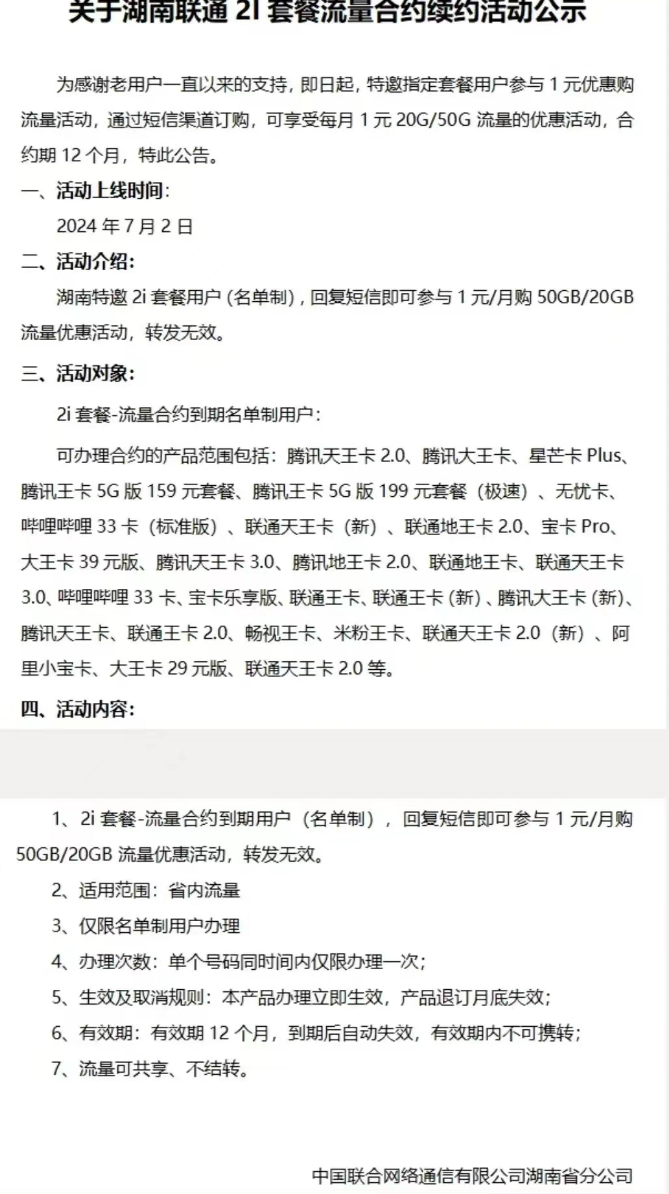 关于湖南联通 2I 套餐流量合约续约活动公示
为感谢老用户一直以来的支持，即日起，特邀指定套餐用户参与 1 元优惠购
流量活动，通过短信渠道订购，可享受每月 1 元 20G/50G 流量的优惠活动，合
约期 12 个月，特此公告。
一、活动上线时间：
2024 年 7 月 2 日
二、活动介绍：
湖南特邀 2i 套餐用户（名单制），回复短信即可参与 1 元/月购 50GB/20GB
流量优惠活动，转发无效。
三、活动对象：
2i 套餐-流量合约到期名单制用户：
可办理合约的产品范围包括：腾讯天王卡 2.0、腾讯大王卡、星芒卡 Plus、
腾讯王卡 5G 版 159 元套餐、腾讯王卡 5G 版 199 元套餐（极速）、无忧卡、
哔哩哔哩 33 卡（标准版）、联通天王卡（新）、联通地王卡 2.0、宝卡 Pro、
大王卡 39 元版、腾讯天王卡 3.0、腾讯地王卡 2.0、联通地王卡、联通天王卡
3.0、哔哩哔哩 33 卡、宝卡乐享版、联通王卡、联通王卡（新）、腾讯大王卡（新）、
腾讯天王卡、联通王卡 2.0、畅视王卡、米粉王卡、联通天王卡 2.0（新）、阿
里小宝卡、大王卡 29 元版、联通天王卡 2.0 等。
四、活动内容：
1、2i 套餐-流量合约到期用户（名单制），回复短信即可参与 1 元/月购
50GB/20GB 流量优惠活动，转发无效。
2、适用范围：省内流量
3、仅限名单制用户办理
4、办理次数：单个号码同时间内仅限办理一次；
5、生效及取消规则：本产品办理立即生效，产品退订月底失效；
6、有效期：有效期 12 个月，到期后自动失效，有效期内不可携转；
7、流量可共享、不结转。
中国联合网络通信有限公司湖南省分公司